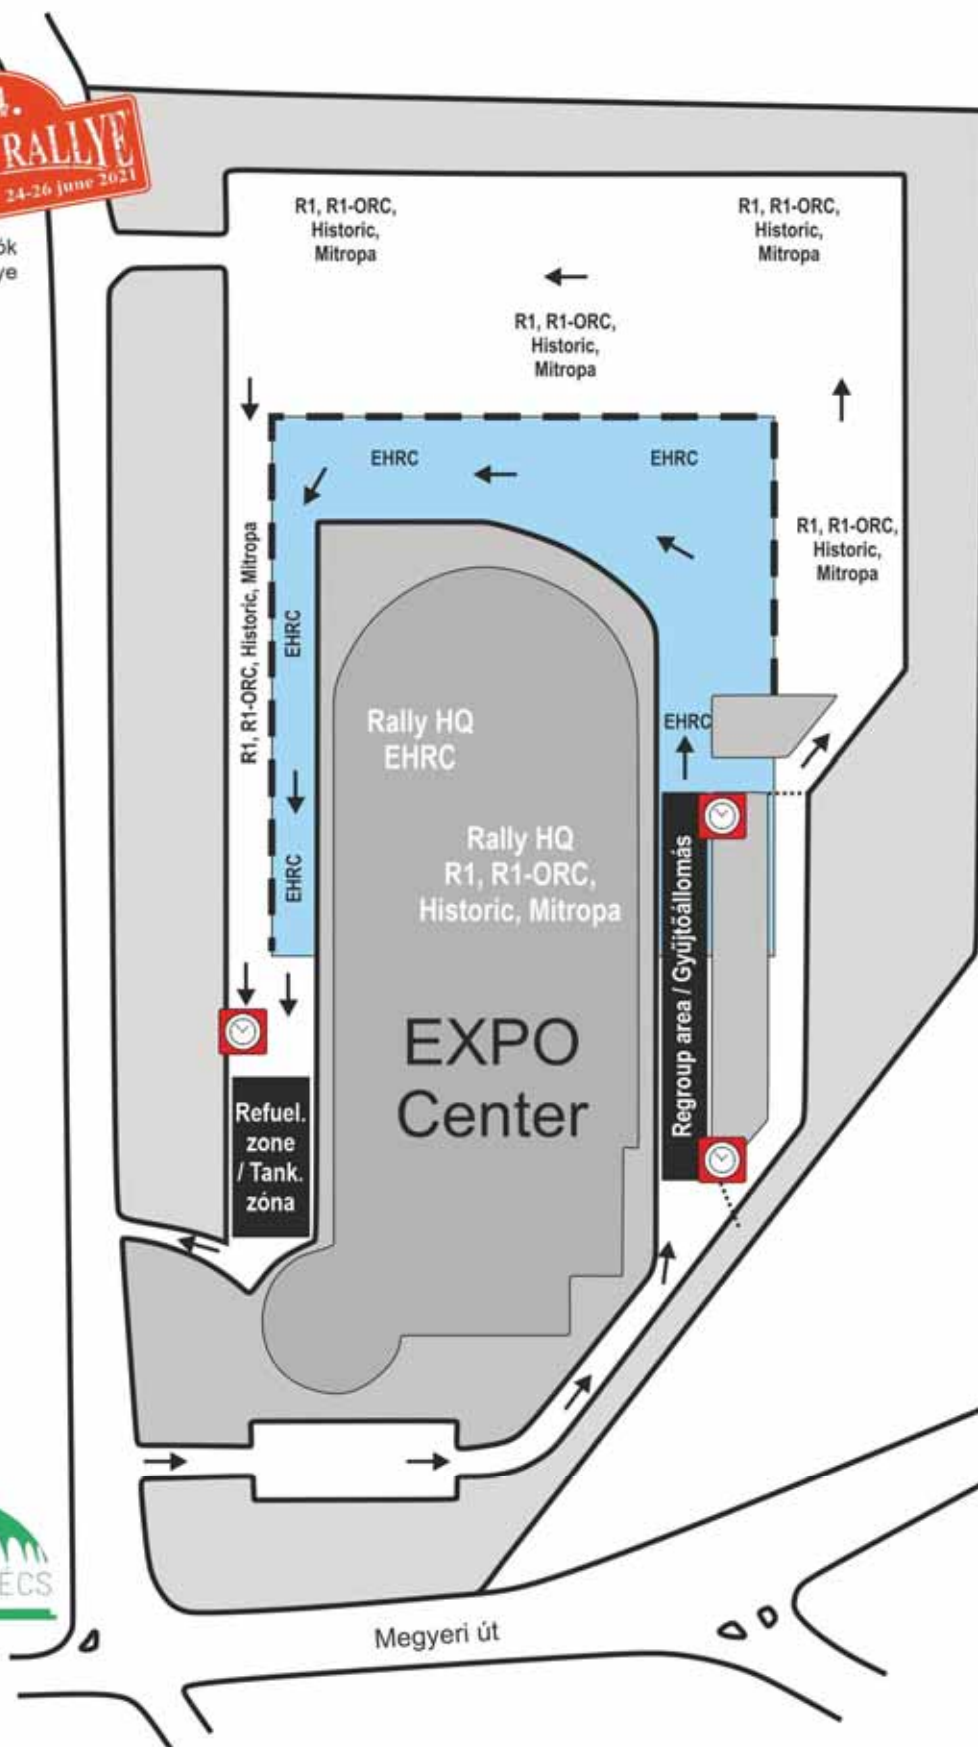 RALLYE
24-26 june 2021
R1, R1-ORC,
Historic,
Mitropa
R1, R1-ORC,
Historic,
Mitropa
R1, R1-ORC,
Historic,
Mitropa
EHRC
EHRC
R1, R1-ORC,
Historic,
Mitropa
R1, R1-ORC, Historic, Mitropa
EHRC
Rally HQ
EHRC
EHRC
Rally HQ
R1, R1-ORC,
Historic, Mitropa
EHRC
Regroup area / Gyűjtőállomás
EXPO
Center
Refuel.
zone
/ Tank.
zóna
ÉCS
Megyeri út